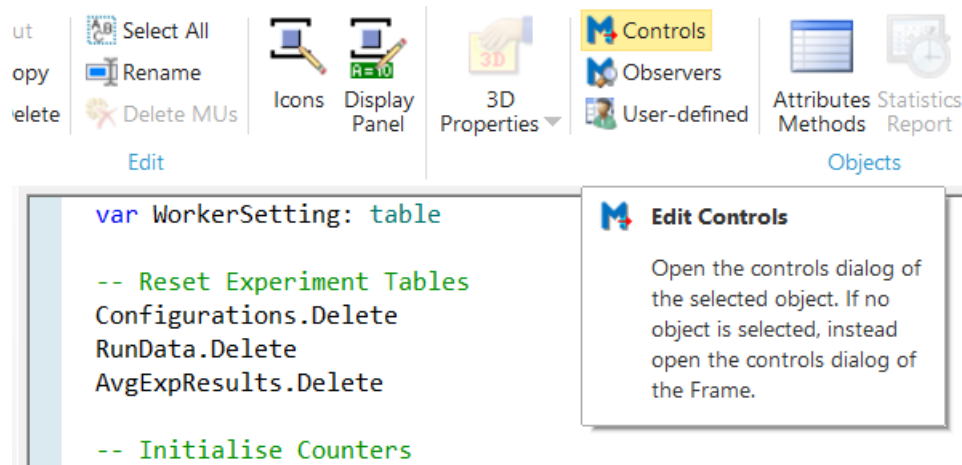 Select All
Rename
Delete MUs
Edit
Icons
Display
Panel
A=10
3D
3D
Properties
Controls
Observers
User-defined
Attributes
Methods
Statistics
Report
Objects
var WorkerSetting: table
-- Reset Experiment Tables
Configurations.Delete
RunData.Delete
AvgExpResults.Delete
-- Initialise Counters
Edit Controls
Open the controls dialog of
the selected object. If no
object is selected, instead
open the controls dialog of
the Frame.